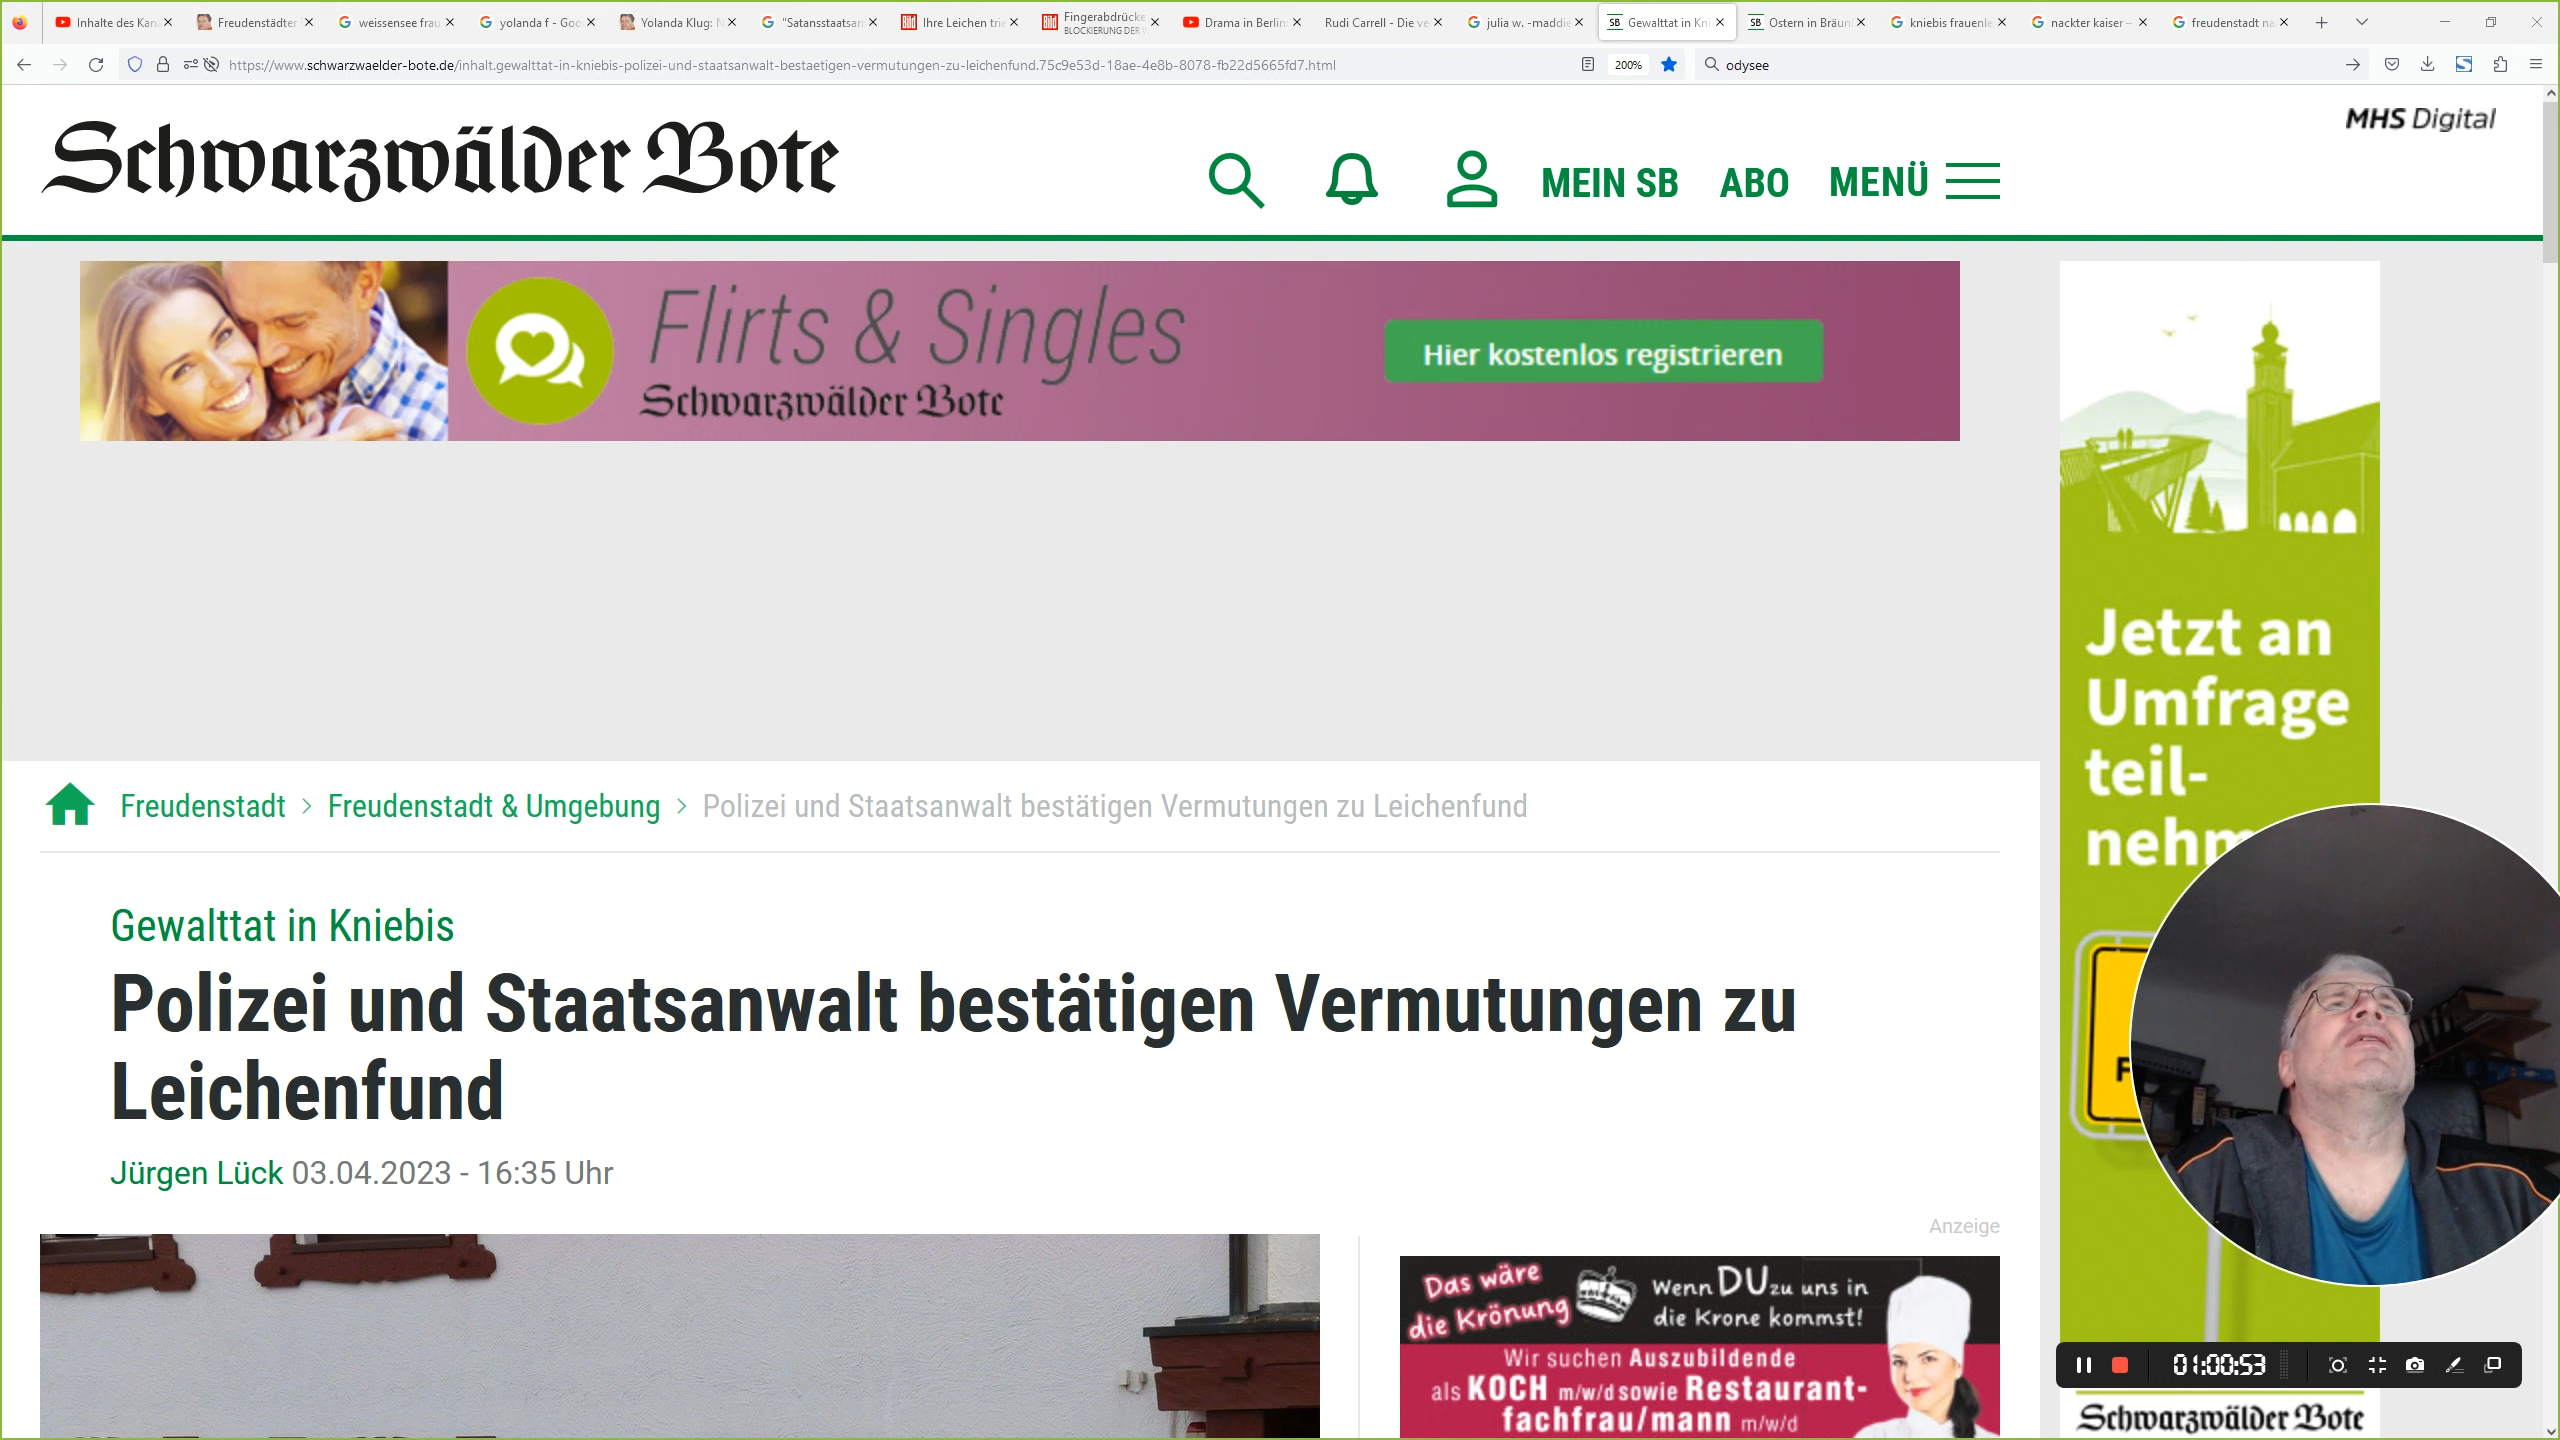 Inhalte des Kan
Freudenstädter
weissensee frau
yolanda f - Goo
Yolanda Klug: N
"Satansstaatsan
Ihre Leichen trie
Fingerabdrücke
BLOCKIERUNG DER
Drama in Berlin:
Rudi Carrell - Die ve
julia w. -maddie
SB Gewalttat in Kni
SB Ostern in Bräunl
kniebis frauenle
nackter kaiser –
freudenstadt na
https://www.schwarzwaelder-bote.de/inhalt.gewalttat-in-kniebis-polizei-und-staatsanwalt-bestaetigen-vermutungen-zu-leichenfund.75c9e53d-18ae-4e8b-8078-fb22d5665fd7.html
200%
odysee
MHS Digital
Schwarzwälder Bote
MEIN SB
ABO
MENÜ
Flirts & Singles
Schwarzwälder Bote
Hier kostenlos registrieren
Jetzt an
Umfrage
teil-
nehm
Freudenstadt > Freudenstadt & Umgebung > Polizei und Staatsanwalt bestätigen Vermutungen zu Leichenfund
Gewalttat in Kniebis
Polizei und Staatsanwalt bestätigen Vermutungen zu
Leichenfund
Jürgen Lück 03.04.2023 - 16:35 Uhr
Anzeige
Das wäre
die Krönung
Wenn DU zu uns in
die Krone kommst!
Wir suchen Auszubildende
als KOCH m/w/d sowie Restaurant-
fachfrau/mann m/w/d
01:00:53
Schwarzwälder Bote